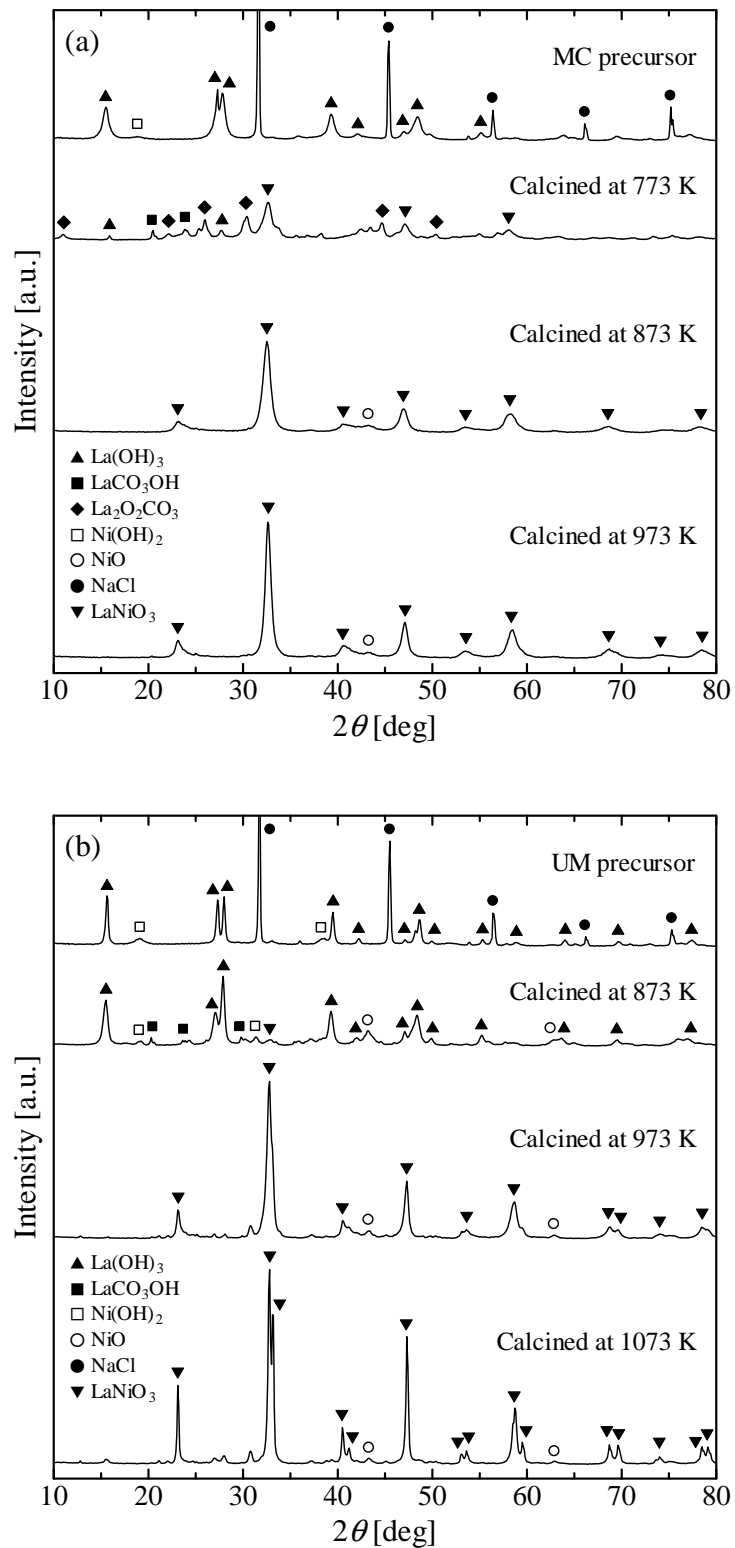 (a)
MC precursor
Calcined at 773 K
Calcined at 873 K
Calcined at 973 K
La(OH)₃
LaCO₃OH
La₂O₂CO₃
Ni(OH)₂
NiO
NaCl
LaNiO₃
Intensity [a.u.]
10 20 30 40 50 60 70 80
2θ [deg]
(b)
UM precursor
Calcined at 873 K
Calcined at 973 K
Calcined at 1073 K
La(OH)₃
LaCO₃OH
Ni(OH)₂
NiO
NaCl
LaNiO₃
Intensity [a.u.]
10 20 30 40 50 60 70 80
2θ [deg]